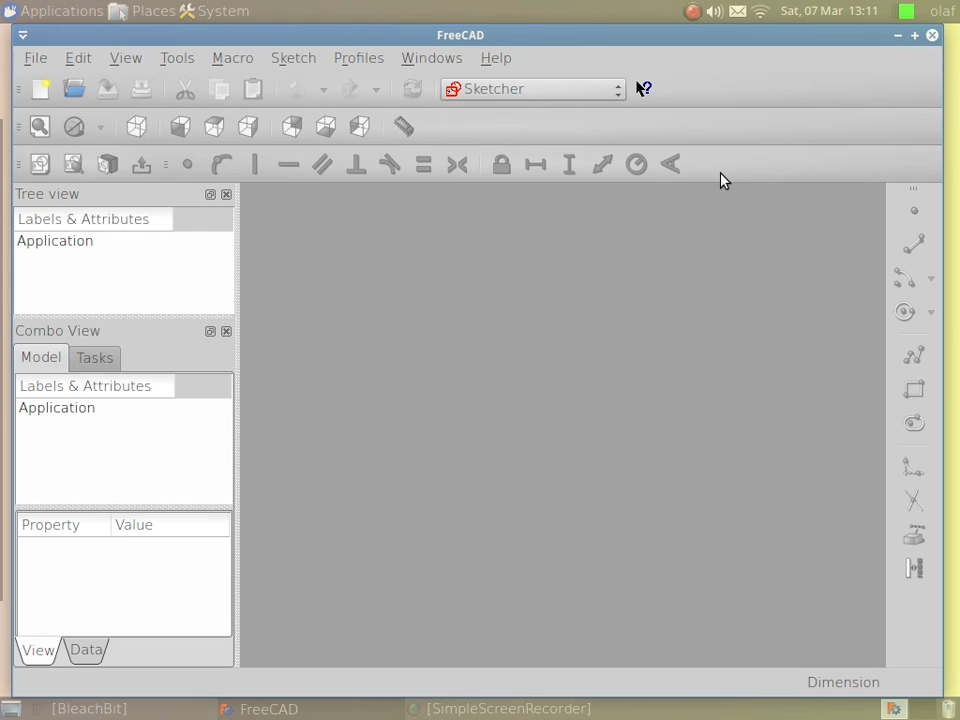 Applications Places System Sat, 07 Mar 13:11 olaf
FreeCAD
File Edit View Tools Macro Sketch Profiles Windows Help
Sketcher
Tree view
Labels & Attributes
Application
Combo View
Model Tasks
Labels & Attributes
Application
Property Value
View Data
Dimension
[BleachBit] FreeCAD [SimpleScreenRecorder]